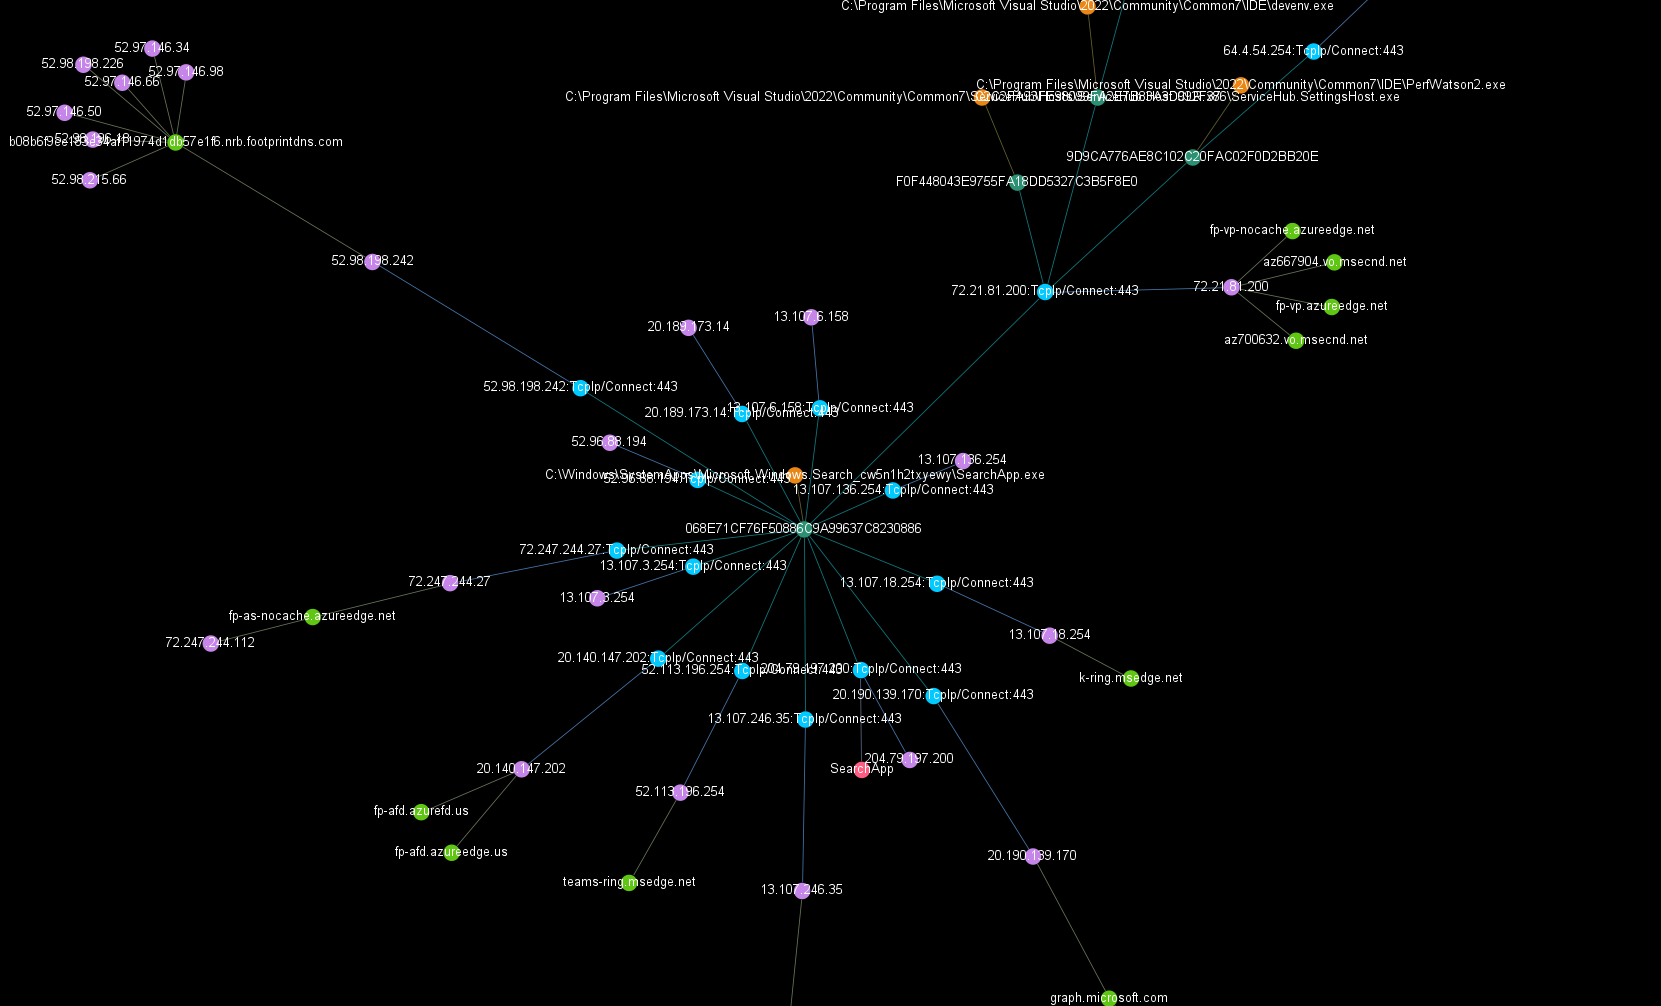 C:\Program Files\Microsoft Visual Studio\2022\Community\Common7\IDE\devenv.exe
52.97.146.34
64.4.54.254:TcpIp/Connect:443
52.98.198.226
52.97.146.98
52.97.146.66
C:\Program Files\Microsoft Visual Studio\2022\Community\Common7\IDE\PerfWatson2.exe
C:\Program Files\Microsoft Visual Studio\2022\Community\Common7\
ServiceHub.SettingsHost.exe
52.97.146.50
.nrb.footprintdns.com
9D9CA776AE8C102C20FAC02F0D2BB20E
52.98.215.66
F0F448043E9755FA18DD5327C3B5F8E0
fp-vp-nocache.azureedge.net
52.98.198.242
az667904.vo.msecnd.net
72.21.81.200:TcpIp/Connect:443
72.21.81.200
fp-vp.azureedge.net
20.189.173.14
13.107.6.158
az700632.vo.msecnd.net
52.98.198.242:TcpIp/Connect:443
13.107.6.158:TcpIp/Connect:443
20.189.173.14:TcpIp/Connect:443
52.96.88.194
13.107.136.254
C:\Windows\SystemApps\Microsoft.Windows.Search_cw5n1h2txyewy\SearchApp.exe
52.96.88.194:TcpIp/Connect:443
13.107.136.254:TcpIp/Connect:443
068E71CF76F50886C9A99637C8230886
72.247.244.27:TcpIp/Connect:443
13.107.3.254:TcpIp/Connect:443
72.247.244.27
13.107.18.254:TcpIp/Connect:443
13.107.3.254
fp-as-nocache.azureedge.net
13.107.18.254
72.247.244.112
20.140.147.202:TcpIp/Connect:443
52.113.196.254:TcpIp/Connect:443
204.79.197.200:TcpIp/Connect:443
k-ring.msedge.net
20.190.139.170:TcpIp/Connect:443
13.107.246.35:TcpIp/Connect:443
204.79.197.200
20.140.147.202
SearchApp
52.113.196.254
fp-afd.azurefd.us
fp-afd.azureedge.us
20.190.139.170
teams-ring.msedge.net
13.107.246.35
graph.microsoft.com